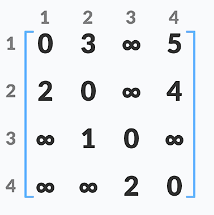 1 2 3 4
1 0 3 ∞ 5
2 2 0 ∞ 4
3 ∞ 1 0 ∞
4 ∞ ∞ 2 0